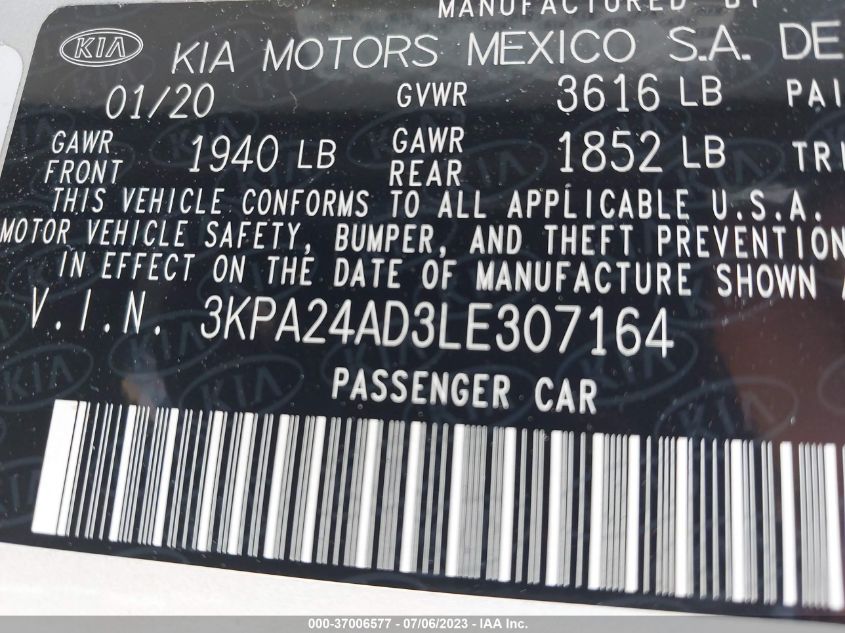 MANUFACTURED BY
KIA KIA MOTORS MEXICO S.A. DE
01/20 GVWR 3616 LB PAI
GAWR FRONT 1940 LB GAWR REAR 1852 LB TRI
THIS VEHICLE CONFORMS TO ALL APPLICABLE U.S.A.
MOTOR VEHICLE SAFETY, BUMPER, AND THEFT PREVENTION
IN EFFECT ON THE DATE OF MANUFACTURE SHOWN A
V.I.N. 3KPA24AD3LE307164
PASSENGER CAR
000-37006577 - 07/06/2023 - IAA Inc.